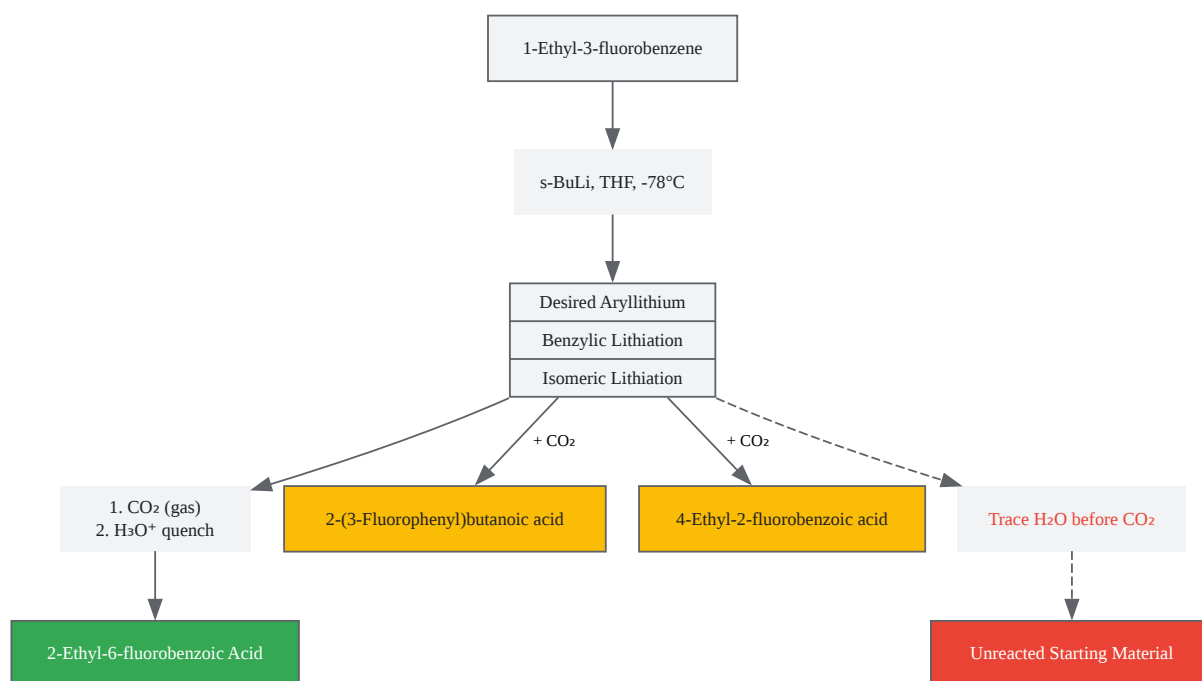 1-Ethyl-3-fluorobenzene
s-BuLi, THF, -78°C
Desired Aryllithium
Benzylic Lithiation
Isomeric Lithiation
+ CO₂
+ CO₂
1. CO₂ (gas)
2. H₃O⁺ quench
2-(3-Fluorophenyl)butanoic acid
4-Ethyl-2-fluorobenzoic acid
Trace H₂O before CO₂
2-Ethyl-6-fluorobenzoic Acid
Unreacted Starting Material